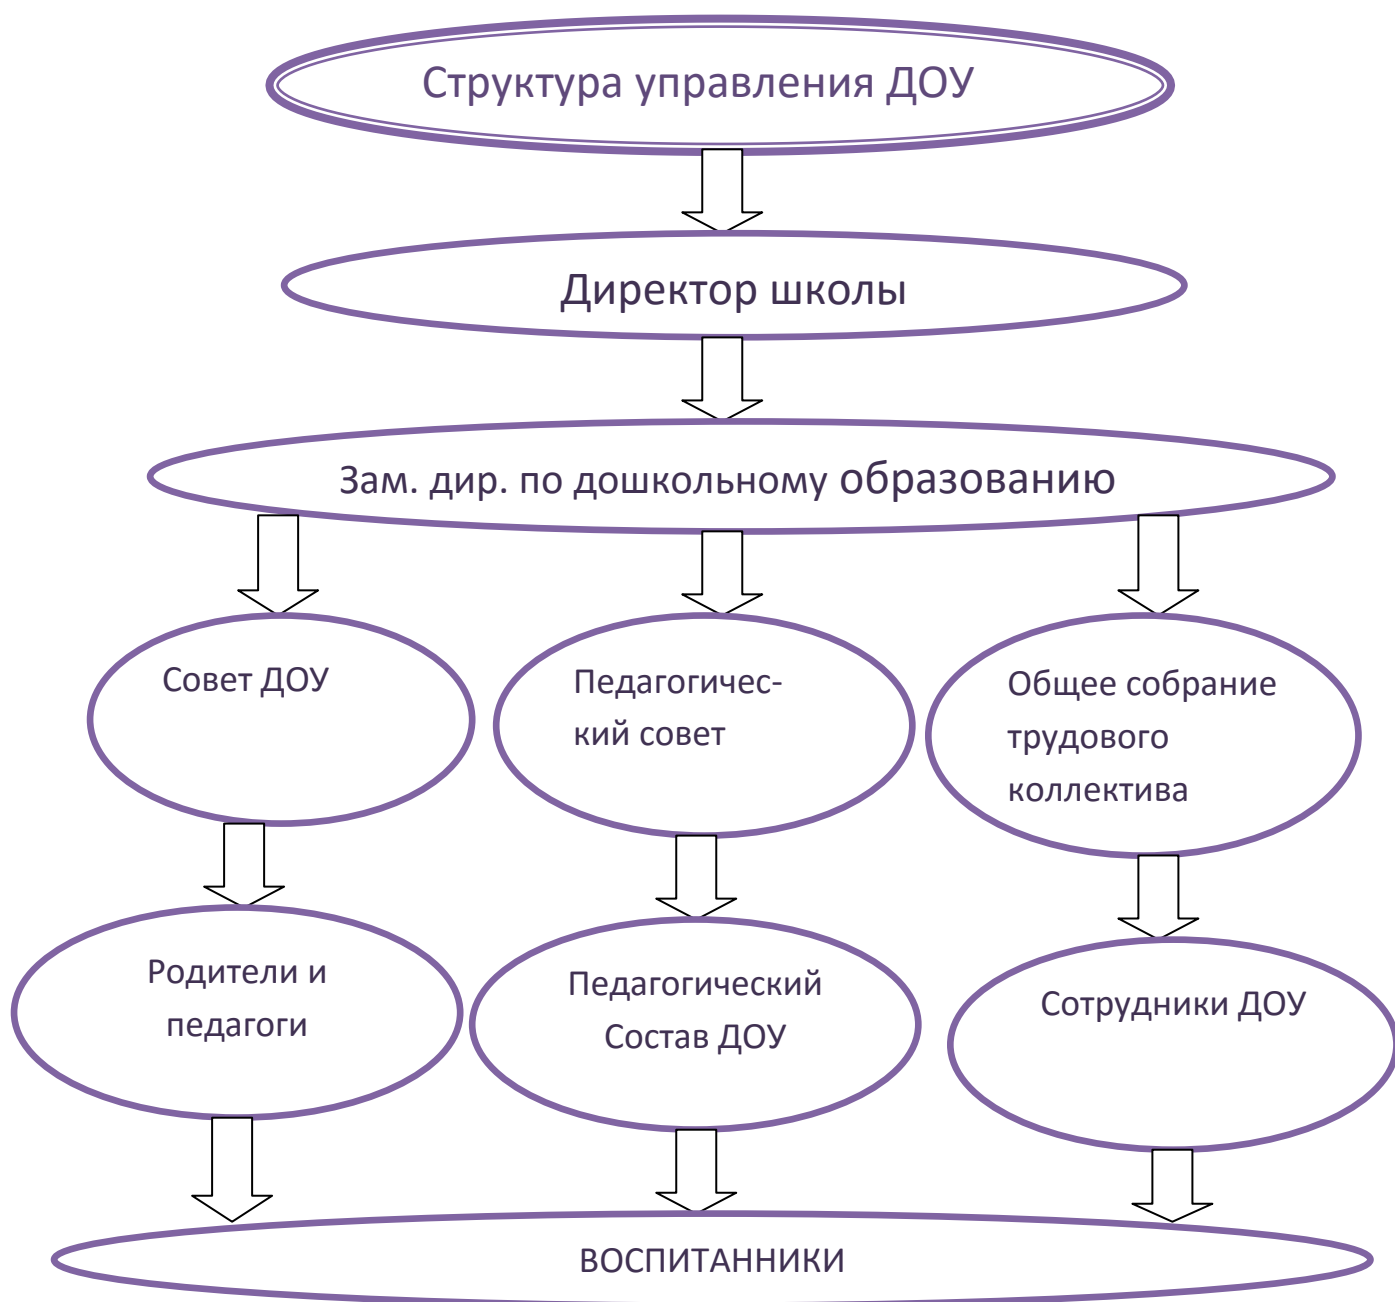 Структура управления ДОУ
Директор школы
Зам. дир. по дошкольному образованию
Совет ДОУ
Педагогичес-
кий совет
Общее собрание
трудового
коллектива
Родители и
педагоги
Педагогический
Состав ДОУ
Сотрудники ДОУ
ВОСПИТАННИКИ